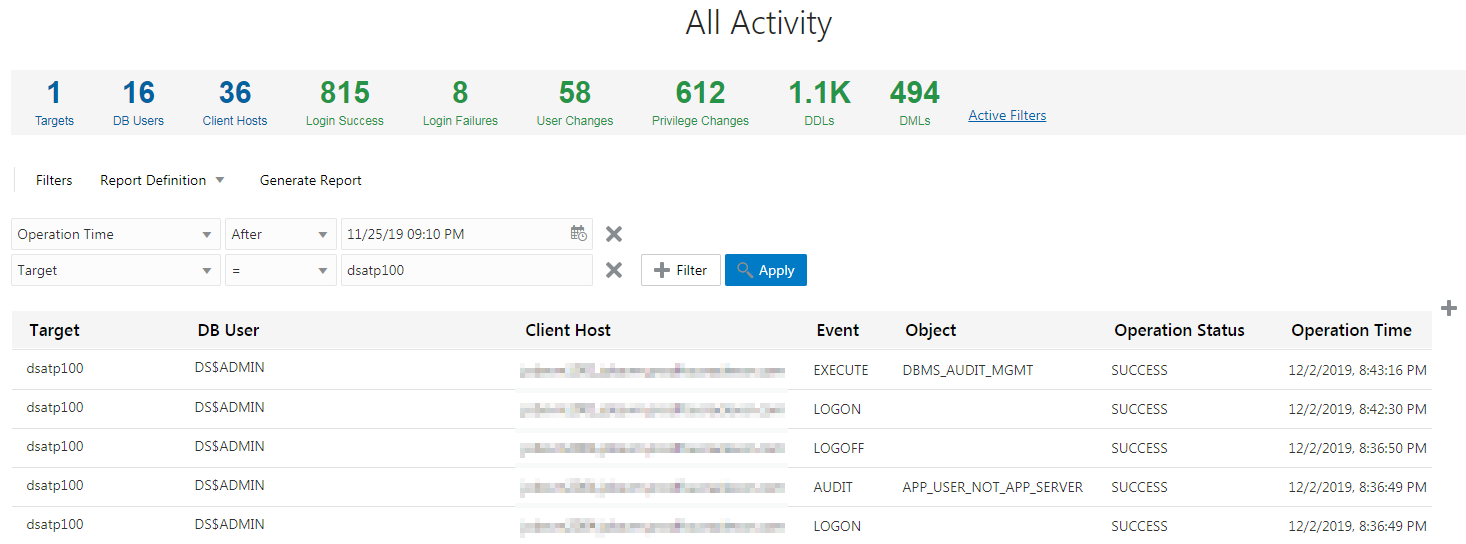 All Activity
1 16 36 815 8 58 612 1.1K 494
Targets DB Users Client Hosts Login Success Login Failures User Changes Privilege Changes DDLs DMLs Active Filters
Filters Report Definition Generate Report
Operation Time After 11/25/19 09:10 PM
Target = dsatp100 Filter Apply
Target DB User Client Host Event Object Operation Status Operation Time
dsatp100 DS$ADMIN EXECUTE DBMS_AUDIT_MGMT SUCCESS 12/2/2019, 8:43:16 PM
dsatp100 DS$ADMIN LOGON SUCCESS 12/2/2019, 8:42:30 PM
dsatp100 DS$ADMIN LOGOFF SUCCESS 12/2/2019, 8:36:50 PM
dsatp100 DS$ADMIN AUDIT APP_USER_NOT_APP_SERVER SUCCESS 12/2/2019, 8:36:49 PM
dsatp100 DS$ADMIN LOGON SUCCESS 12/2/2019, 8:36:49 PM